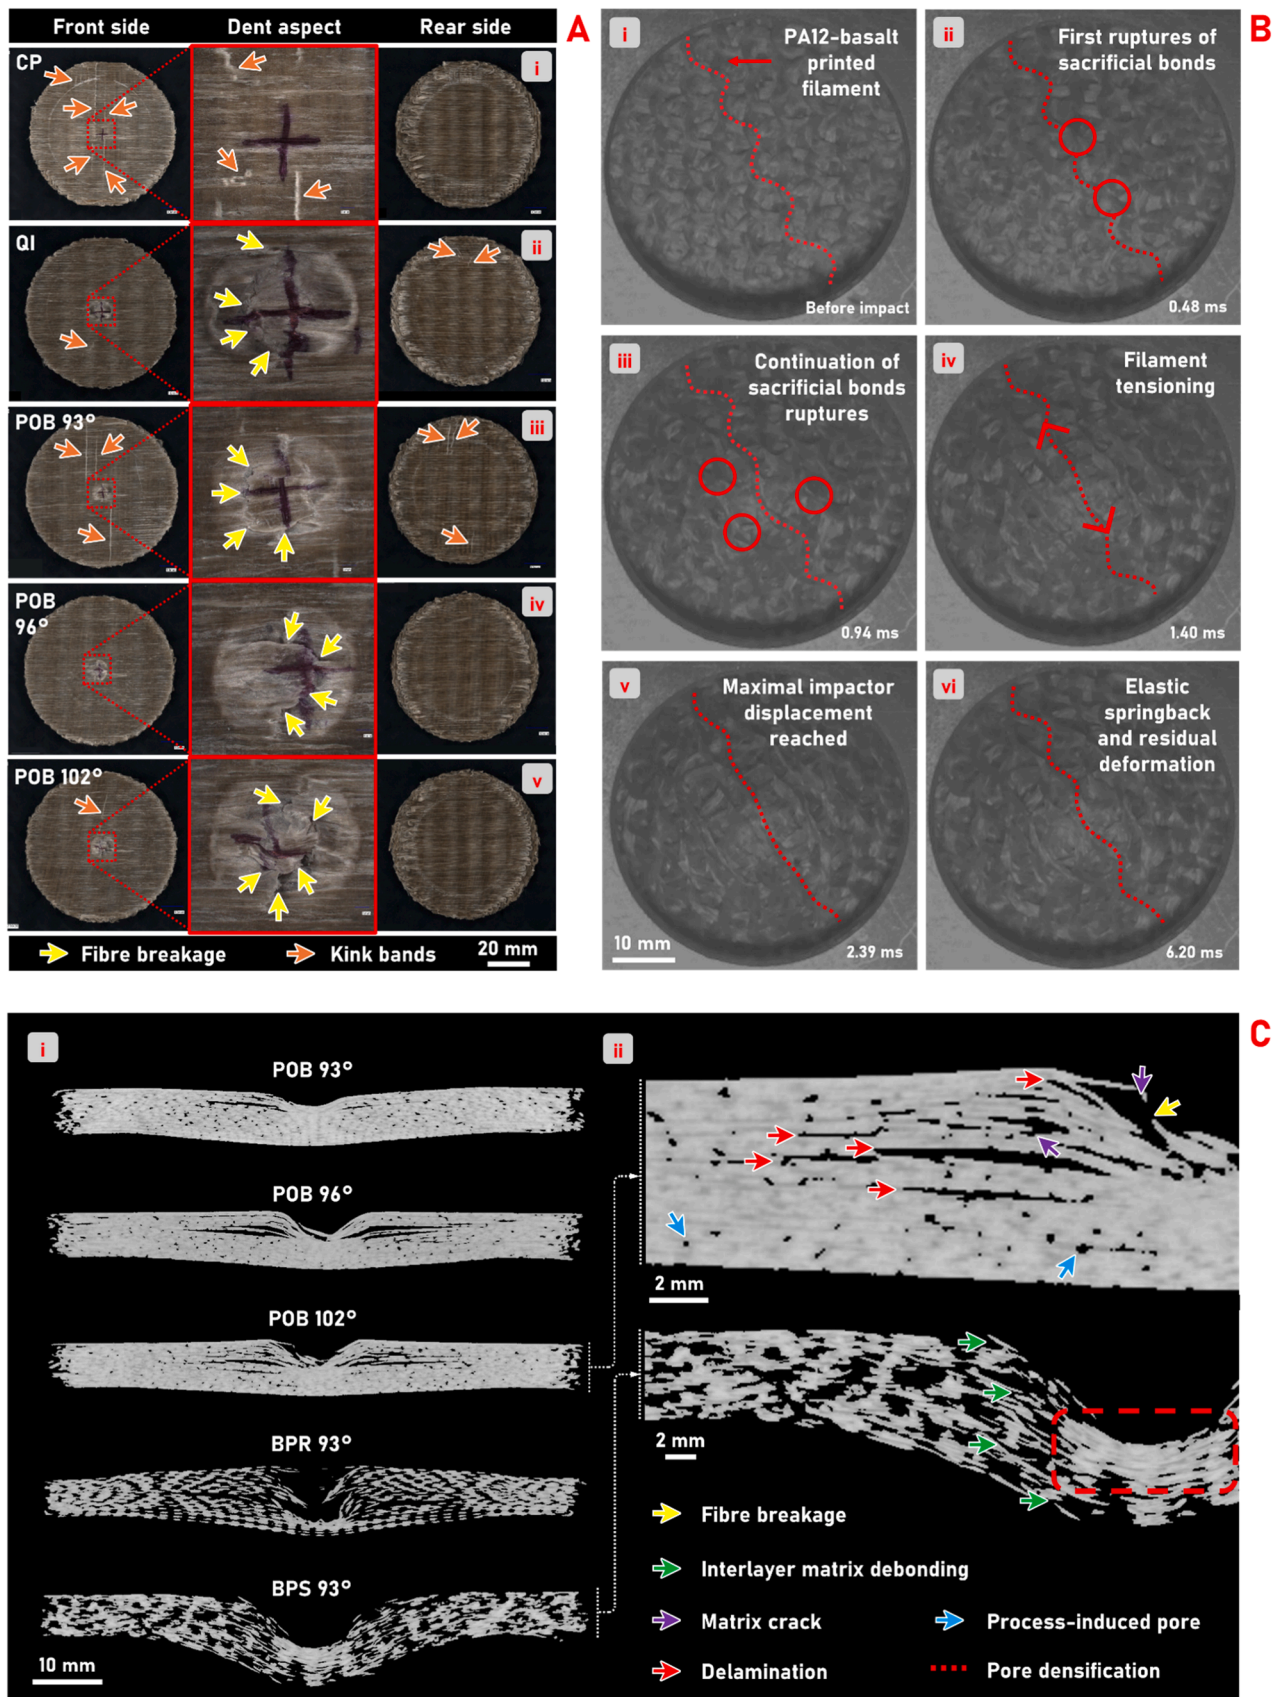 Front side
Dent aspect
Rear side
A
CP
i
QI
ii
POB 93°
iii
POB
96°
iv
POB 102°
v
Fibre breakage
Kink bands
20 mm
B
i
PA12-basalt
printed
filament
Before impact
ii
First ruptures of
sacrificial bonds
0.48 ms
iii
Continuation of
sacrificial bonds
ruptures
0.94 ms
iv
Filament
tensioning
1.40 ms
v
Maximal impactor
displacement
reached
10 mm
2.39 ms
vi
Elastic
springback
and residual
deformation
6.20 ms
C
i
POB 93°
POB 96°
POB 102°
BPR 93°
BPS 93°
10 mm
ii
2 mm
2 mm
Fibre breakage
Interlayer matrix debonding
Matrix crack
Process-induced pore
Delamination
Pore densification